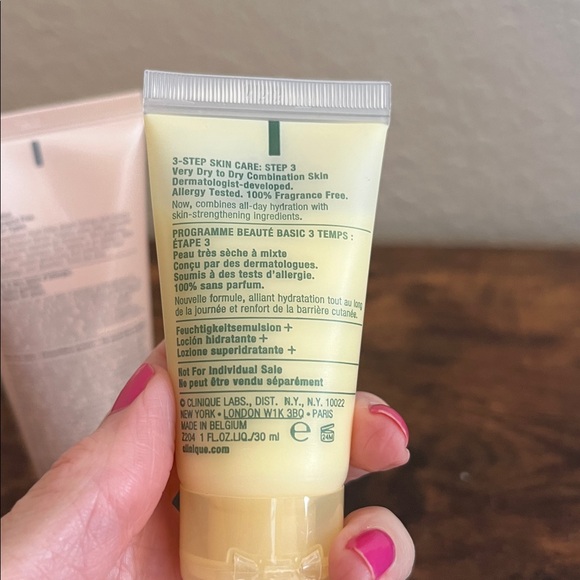 3-STEP SKIN CARE: STEP 3
Very Dry to Dry Combination Skin
Dermatologist-developed.
Allergy Tested. 100% Fragrance Free.
Now, combines all-day hydration with
skin-strengthening ingredients.
PROGRAMME BEAUTÉ BASIC 3 TEMPS :
ÉTAPE 3
Peau très sèche à mixte
Conçu par des dermatologues.
Soumis à des tests d'allergie.
100% sans parfum.
Nouvelle formule, alliant hydratation tout au long
de la journée et renfort de la barrière cutanée.
Feuchtigkeitsemulsion +
Loción hidratante +
Lozione superidratante +
Not For Individual Sale
Ne peut être vendu séparément
© CLINIQUE LABS., DIST. N.Y., N.Y. 10022
NEW YORK • LONDON W1K 3BQ • PARIS
MADE IN BELGIUM
Z204 1 FL.OZ.LIQ./30 ml ℮ 24M
clinique.com